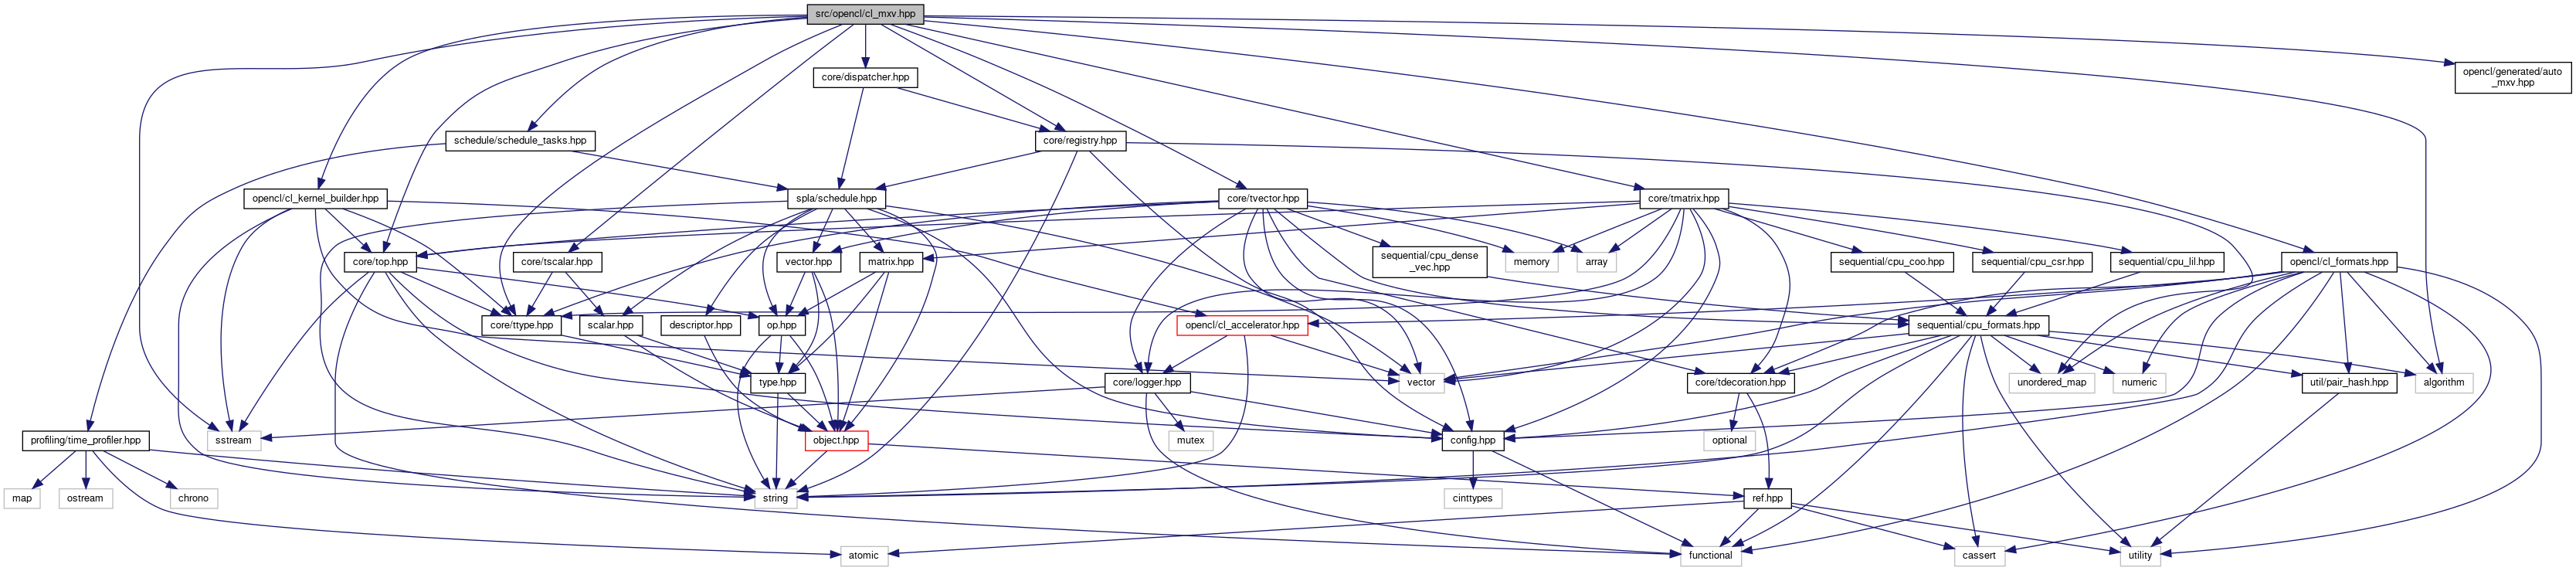 src/opencl/cl_mxv.hpp
core/dispatcher.hpp
opencl/generated/auto
_mxv.hpp
schedule/schedule_tasks.hpp
core/registry.hpp
opencl/cl_kernel_builder.hpp
spla/schedule.hpp
core/tvector.hpp
core/tmatrix.hpp
core/top.hpp
core/tscalar.hpp
vector.hpp
matrix.hpp
sequential/cpu_dense
_vec.hpp
memory
array
sequential/cpu_coo.hpp
sequential/cpu_csr.hpp
sequential/cpu_lil.hpp
opencl/cl_formats.hpp
core/ttype.hpp
scalar.hpp
descriptor.hpp
op.hpp
opencl/cl_accelerator.hpp
sequential/cpu_formats.hpp
type.hpp
core/logger.hpp
vector
core/tdecoration.hpp
unordered_map
numeric
util/pair_hash.hpp
algorithm
profiling/time_profiler.hpp
sstream
object.hpp
mutex
config.hpp
optional
map
ostream
chrono
string
cinttypes
ref.hpp
atomic
functional
cassert
utility